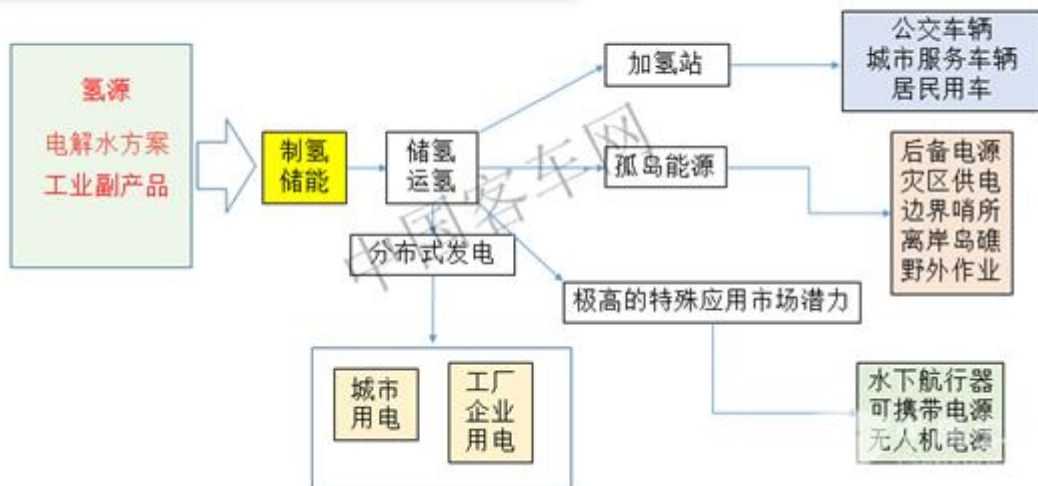 氢源
电解水方案
工业副产品
制氢
储能
储氢
运氢
加氢站
公交车辆
城市服务车辆
居民用车
孤岛能源
后备电源
灾区供电
边界哨所
离岸岛礁
野外作业
分布式发电
城市
用电
工厂
企业
用电
极高的特殊应用市场潜力
水下航行器
可携带电源
无人机电源
中国客车网